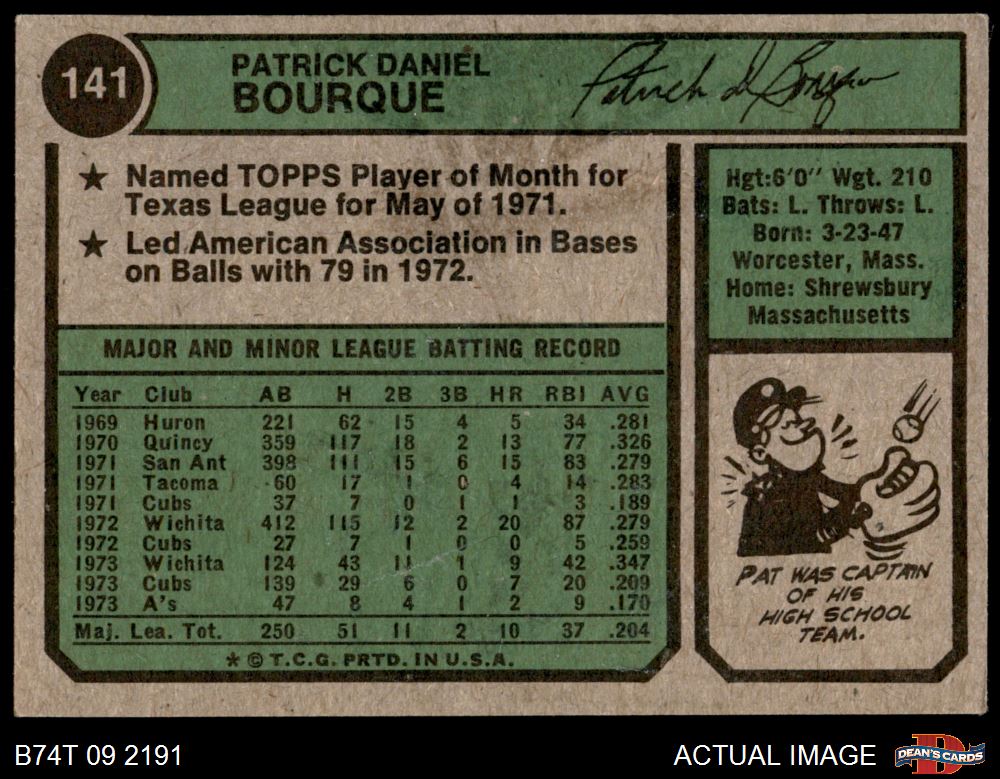 141
PATRICK DANIEL
BOURQUE
Patrick D Bourque
★ Named TOPPS Player of Month for
Texas League for May of 1971.
★ Led American Association in Bases
on Balls with 79 in 1972.
Hgt:6'0" Wgt. 210
Bats: L. Throws: L.
Born: 3-23-47
Worcester, Mass.
Home: Shrewsbury
Massachusetts
MAJOR AND MINOR LEAGUE BATTING RECORD
Year Club AB H 2B 3B HR RBI AVG
1969 Huron 221 62 15 4 5 34 .281
1970 Quincy 359 117 18 2 13 77 .326
1971 San Ant 398 111 15 6 15 83 .279
1971 Tacoma 60 17 1 0 4 14 .283
1971 Cubs 37 7 0 1 1 3 .189
1972 Wichita 412 115 12 2 20 87 .279
1972 Cubs 27 7 1 0 0 5 .259
1973 Wichita 124 43 11 1 9 42 .347
1973 Cubs 139 29 6 0 7 20 .209
1973 A's 47 8 4 1 2 9 .170
Maj. Lea. Tot. 250 51 11 2 10 37 .204
* © T.C.G. PRTD. IN U.S.A.
PAT WAS CAPTAIN
OF HIS
HIGH SCHOOL
TEAM.
B74T 09 2191
ACTUAL IMAGE
D
DEAN'S CARDS